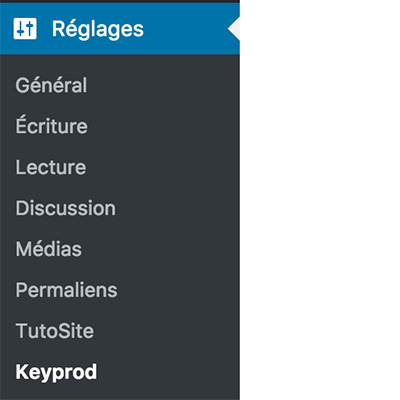 Réglages
Général
Écriture
Lecture
Discussion
Médias
Permaliens
TutoSite
Keyprod